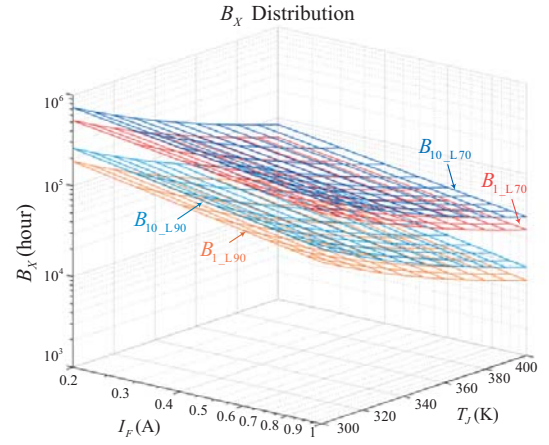 B_X Distribution
10^6
10^5
10^4
10^3
B_X (hour)
B_10_L70
B_1_L70
B_10_L90
B_1_L90
0.2
0.3
0.4
0.5
0.6
0.7
0.8
0.9
1
I_F (A)
300
320
340
360
380
400
T_J (K)